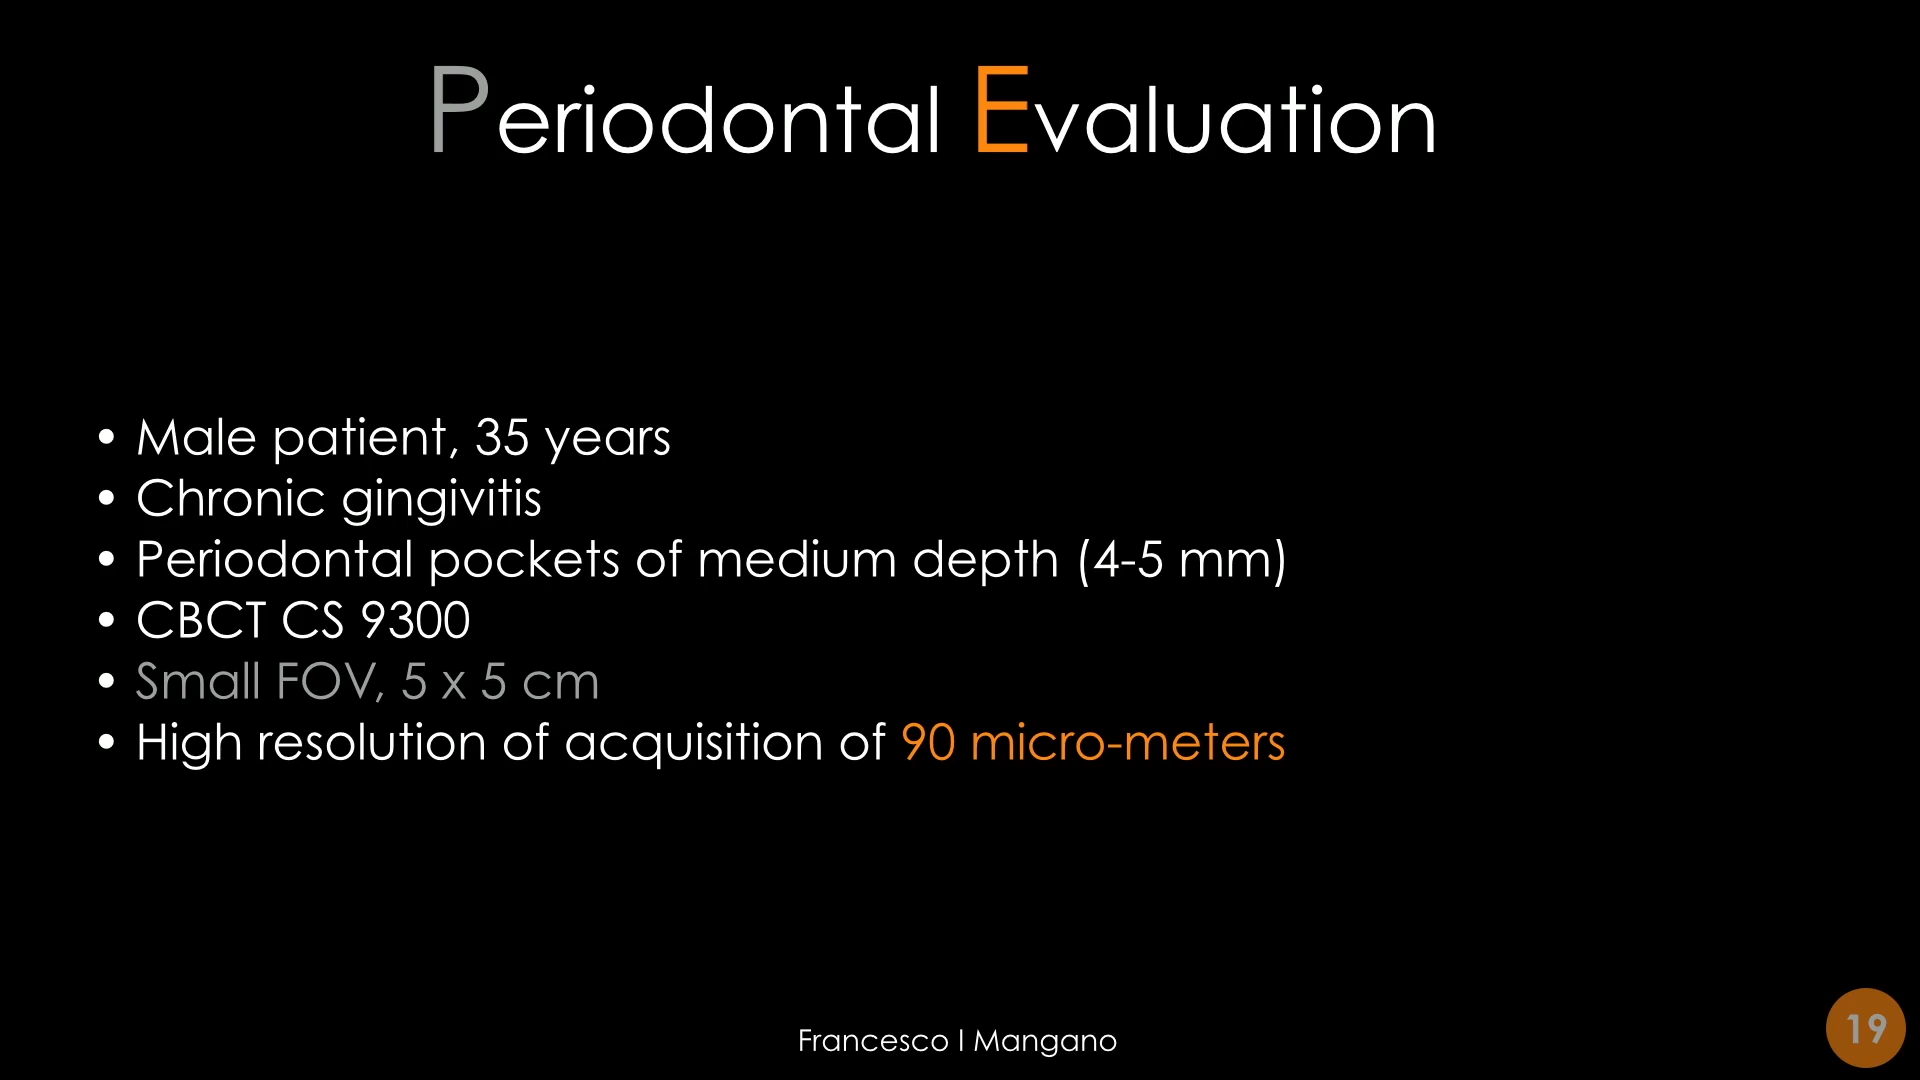 Periodontal Evaluation
• Male patient, 35 years
• Chronic gingivitis
• Periodontal pockets of medium depth (4-5 mm)
• CBCT CS 9300
• Small FOV, 5 x 5 cm
• High resolution of acquisition of 90 micro-meters
Francesco I Mangano
19